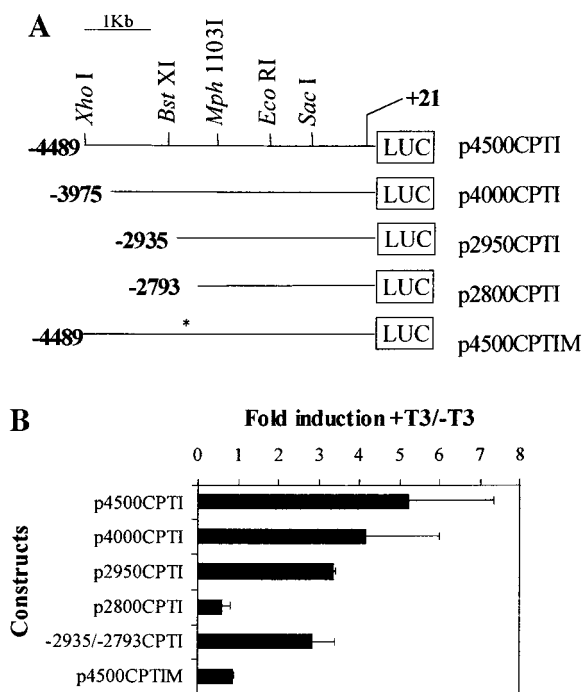 A
1Kb
Xho I
Bst XI
Mph 1103I
Eco RI
Sac I
+21
-4489 LUC p4500CPTI
-3975 LUC p4000CPTI
-2935 LUC p2950CPTI
-2793 LUC p2800CPTI
*
-4489 LUC p4500CPTIM
B
Fold induction +T3/-T3
0 1 2 3 4 5 6 7 8
Constructs
p4500CPTI
p4000CPTI
p2950CPTI
p2800CPTI
-2935/-2793CPTI
p4500CPTIM